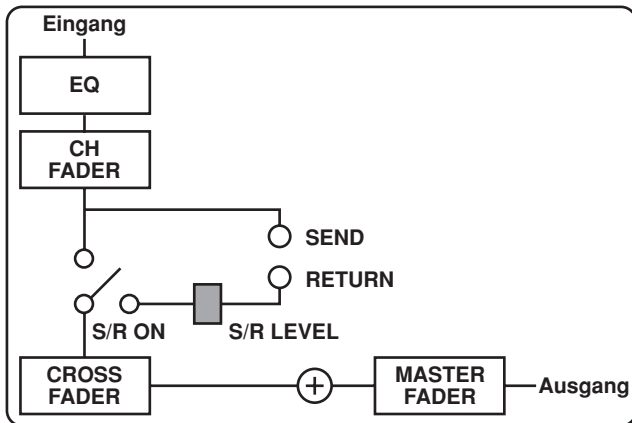 Eingang
EQ
CH
FADER
SEND
RETURN
S/R ON
S/R LEVEL
CROSS
FADER
MASTER
FADER
Ausgang